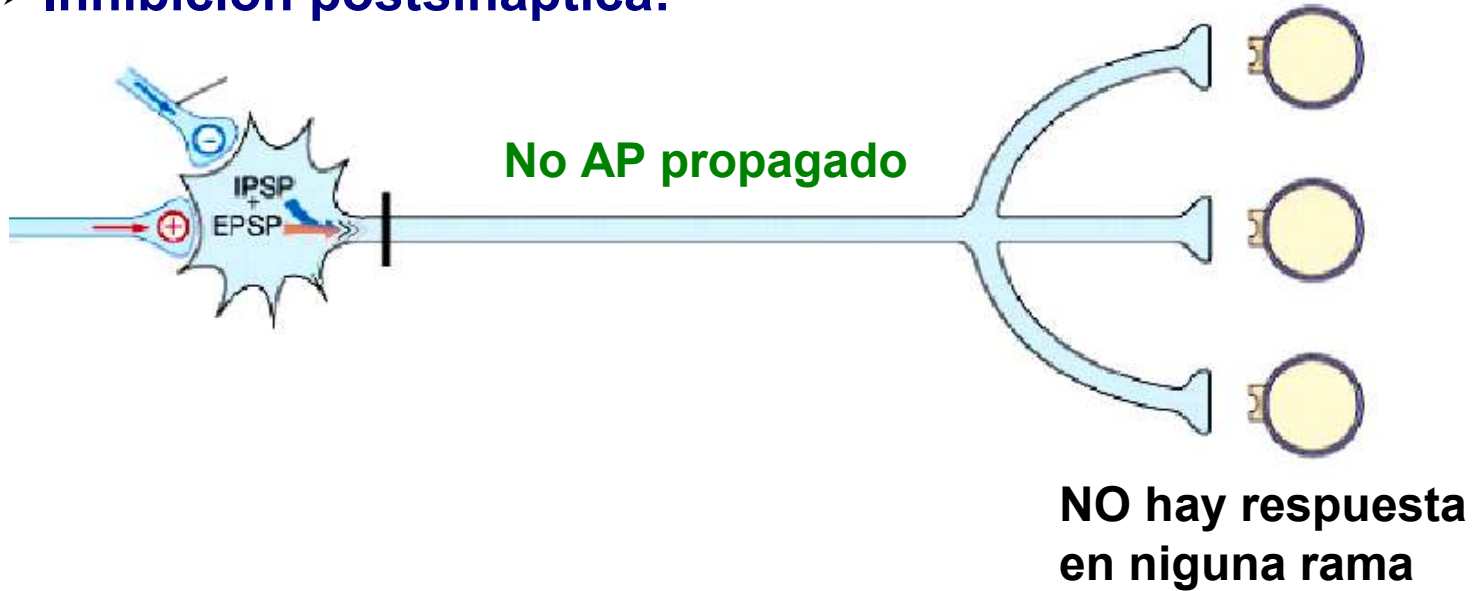 ➢ Inhibición postsináptica:
No AP propagado
IPSP
+
EPSP
NO hay respuesta
en niguna rama